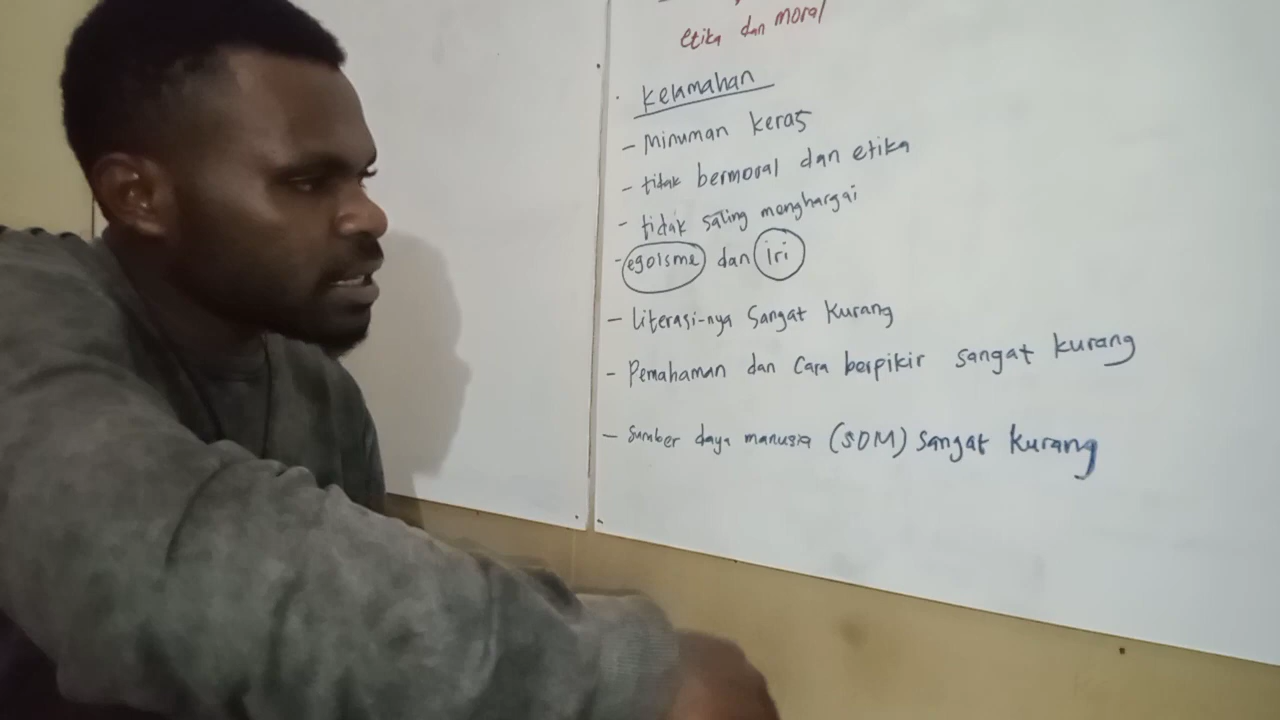 etika dan moral
. Kelamahan
- Minuman keras
- tidak bermoral dan etika
- tidak saling menghargai
- egoisme dan iri
- Literasi-nya Sangat Kurang
- Pemahaman dan Cara berpikir sangat kurang
- Sumber daya manusia (SDM) Sangat Kurang